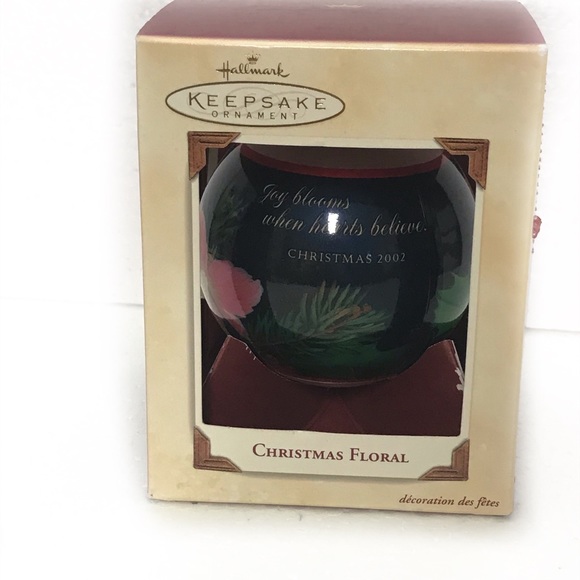 Hallmark
KEEPSAKE
ORNAMENT
Joy blooms
when hearts believe.
CHRISTMAS 2002
CHRISTMAS FLORAL
décoration des fêtes